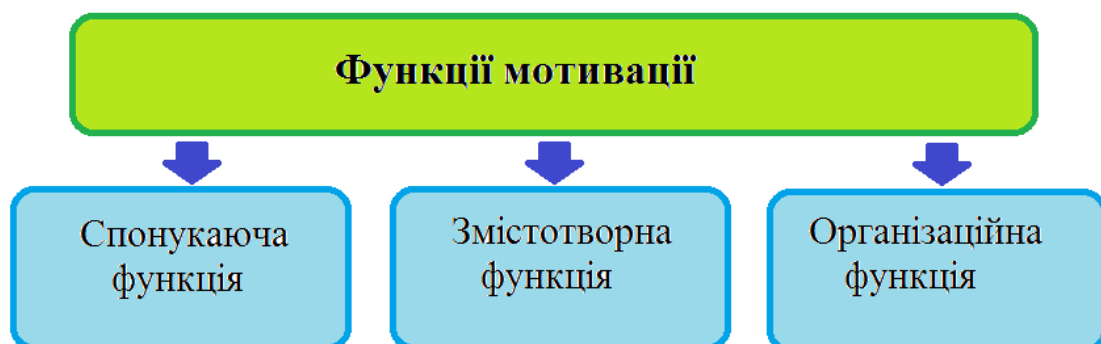 Функції мотивації
Спонукаюча
функція
Змістотворна
функція
Організаційна
функція